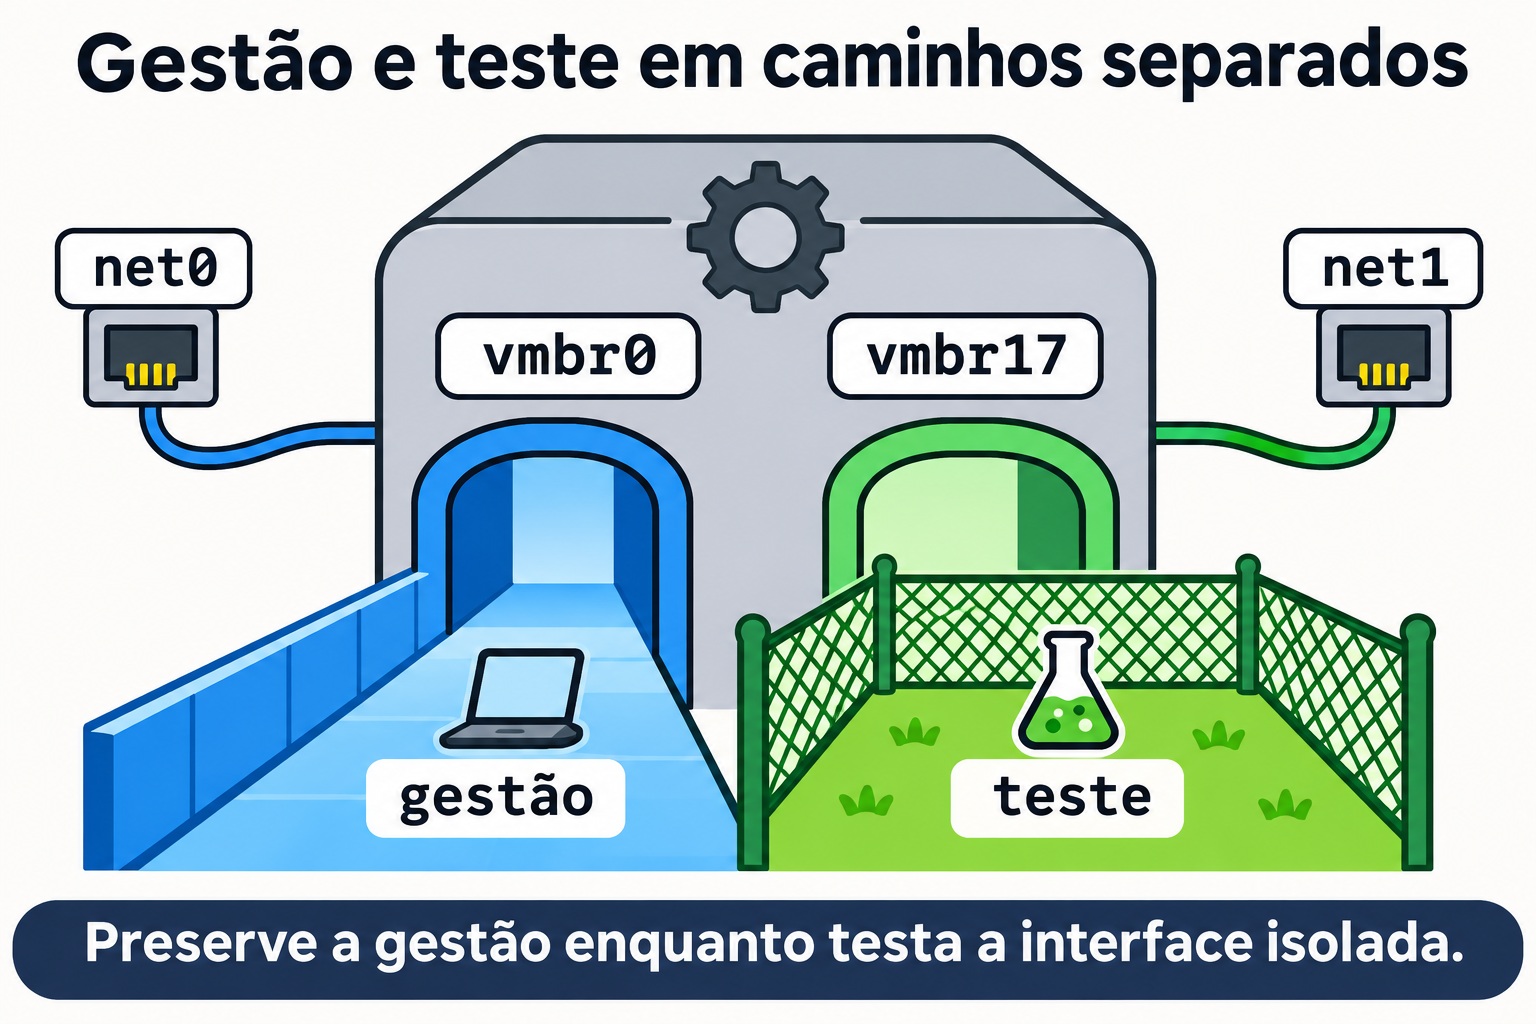 Gestão e teste em caminhos separados
net0
net1
vmbr0
vmbr17
gestão
teste
Preserve a gestão enquanto testa a interface isolada.